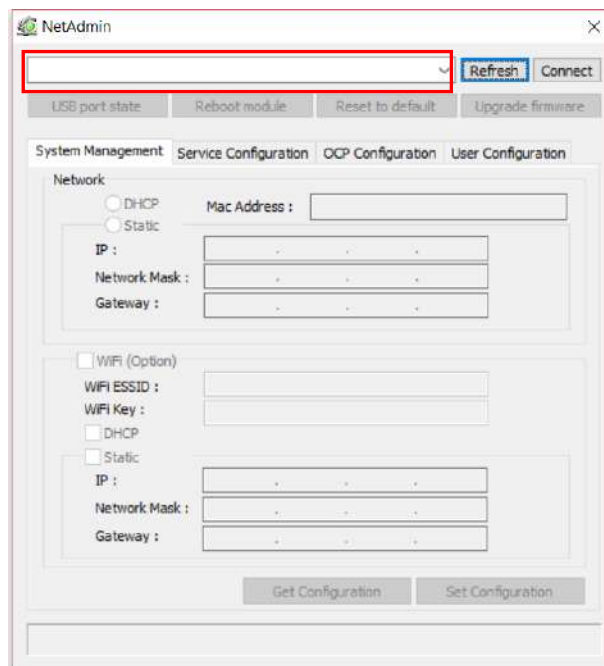 NetAdmin
Refresh Connect
USB port state Reboot module Reset to default Upgrade firmware
System Management Service Configuration OCP Configuration User Configuration
Network
DHCP Mac Address :
Static
IP : . . .
Network Mask : . . .
Gateway : . . .
WiFi (Option)
WiFi ESSID :
WiFi Key :
DHCP
Static
IP : . . .
Network Mask : . . .
Gateway : . . .
Get Configuration Set Configuration